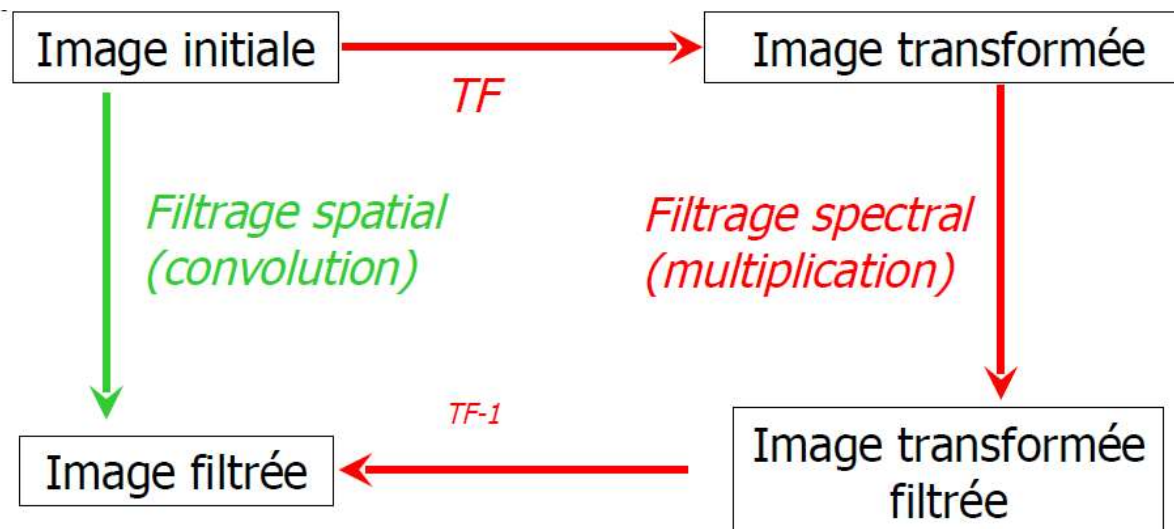 Image initiale
TF
Image transformée
Filtrage spatial
(convolution)
Filtrage spectral
(multiplication)
TF-1
Image filtrée
Image transformée
filtrée